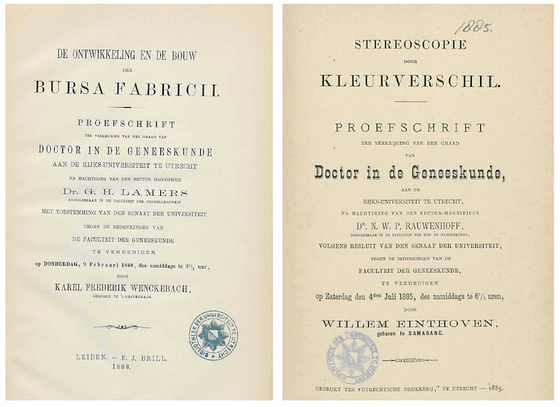 DE ONTWIKKELING EN DE BOUW
DER
BURSA FABRICII.
PROEFSCHRIFT
TER VERKRIJGING VAN DEN GRAAD VAN
DOCTOR IN DE GENEESKUNDE
AAN DE RIJKS-UNIVERSITEIT TE UTRECHT
NA MACHTIGING VAN DEN RECTOR MAGNIFICUS
Dr. G. H. LAMERS
HOOGLEERAAR IN DE FACULTEIT DER GODGELEERDHEID
MET TOESTEMMING VAN DEN SENAAT DER UNIVERSITEIT
TEGEN DE BEDENKINGEN VAN
DE FACULTEIT DER GENEESKUNDE
TE VERDEDIGEN
op DONDERDAG, 9 Februari 1888, des namiddags te 3½ uur,
DOOR
KAREL FREDERIK WENCKEBACH,
GEBOREN TE 'S GRAVENHAGE.
BIBLIOTHEEK DER UNIVERSITEIT UTRECHT
LEIDEN. — E. J. BRILL.
1888.
1885.
STEREOSCOPIE
DOOR
KLEURVERSCHIL.
PROEFSCHRIFT
TER VERKRIJGING VAN DEN GRAAD
VAN
Doctor in de Geneeskunde,
AAN DE
RIJKS-UNIVERSITEIT TE UTRECHT,
NA MACHTIGING VAN DEN RECTOR-MAGNIFICUS
Dr. N. W. P. RAUWENHOFF,
HOOGLEERAAR IN DE FACULTEIT DER WIS- EN NATUURKUNDE,
VOLGENS BESLUIT VAN DEN SENAAT DER UNIVERSITEIT,
TEGEN DE BEDENKINGEN VAN DE
FACULTEIT DER GENEESKUNDE,
TE VERDEDIGEN
op Zaterdag den 4den Juli 1885, des namiddags te 6½ uren,
DOOR
WILLEM EINTHOVEN,
geboren te SAMARANG.
GEDRUKT TER "UTRECHTSCHE DRUKKERIJ," TE UTRECHT — 1885.